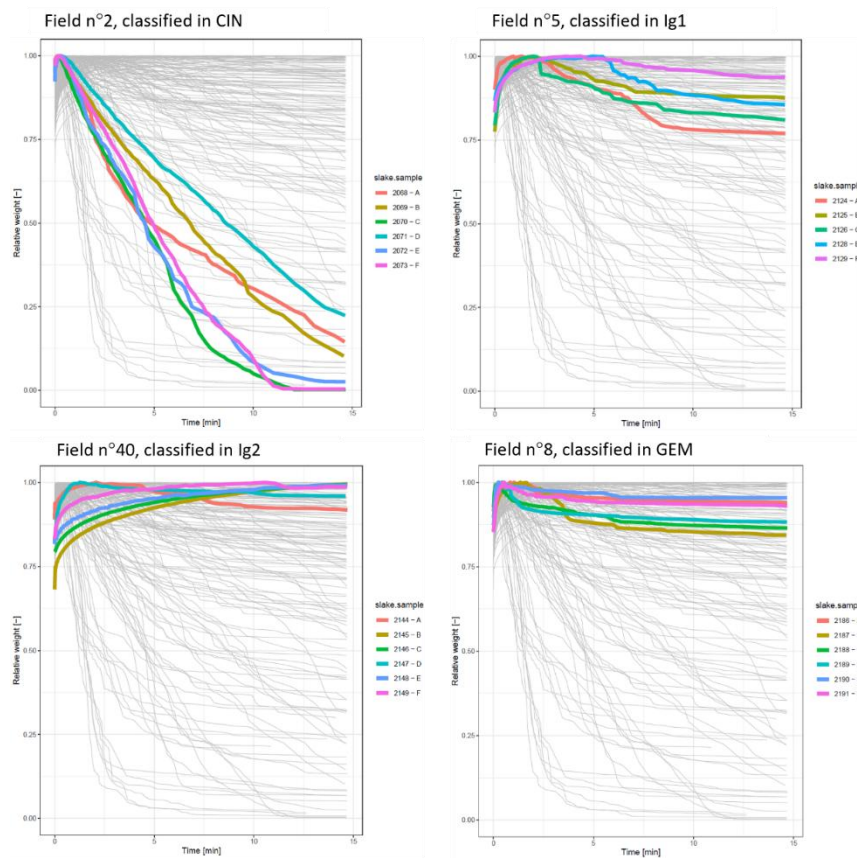 Field n°2, classified in CIN
Relative weight [−]
1.00
0.75
0.50
0.25
0.00
0
5
10
15
Time [min]
slake.sample
2068 − A
2069 − B
2070 − C
2071 − D
2072 − E
2073 − F
Field n°5, classified in Ig1
Relative weight [−]
1.00
0.75
0.50
0.25
0.00
0
5
10
15
Time [min]
slake.sample
2124 − A
2125 −
2126 −
2128 −
2129 −
Field n°40, classified in Ig2
Relative weight [−]
1.00
0.75
0.50
0.25
0.00
0
5
10
15
Time [min]
slake.sample
2144 − A
2145 − B
2146 − C
2147 − D
2148 − E
2149 − F
Field n°8, classified in GEM
Relative weight [−]
1.00
0.75
0.50
0.25
0.00
0
5
10
15
Time [min]
slake.sample
2186 −
2187 −
2188 −
2189 −
2190 −
2191 −